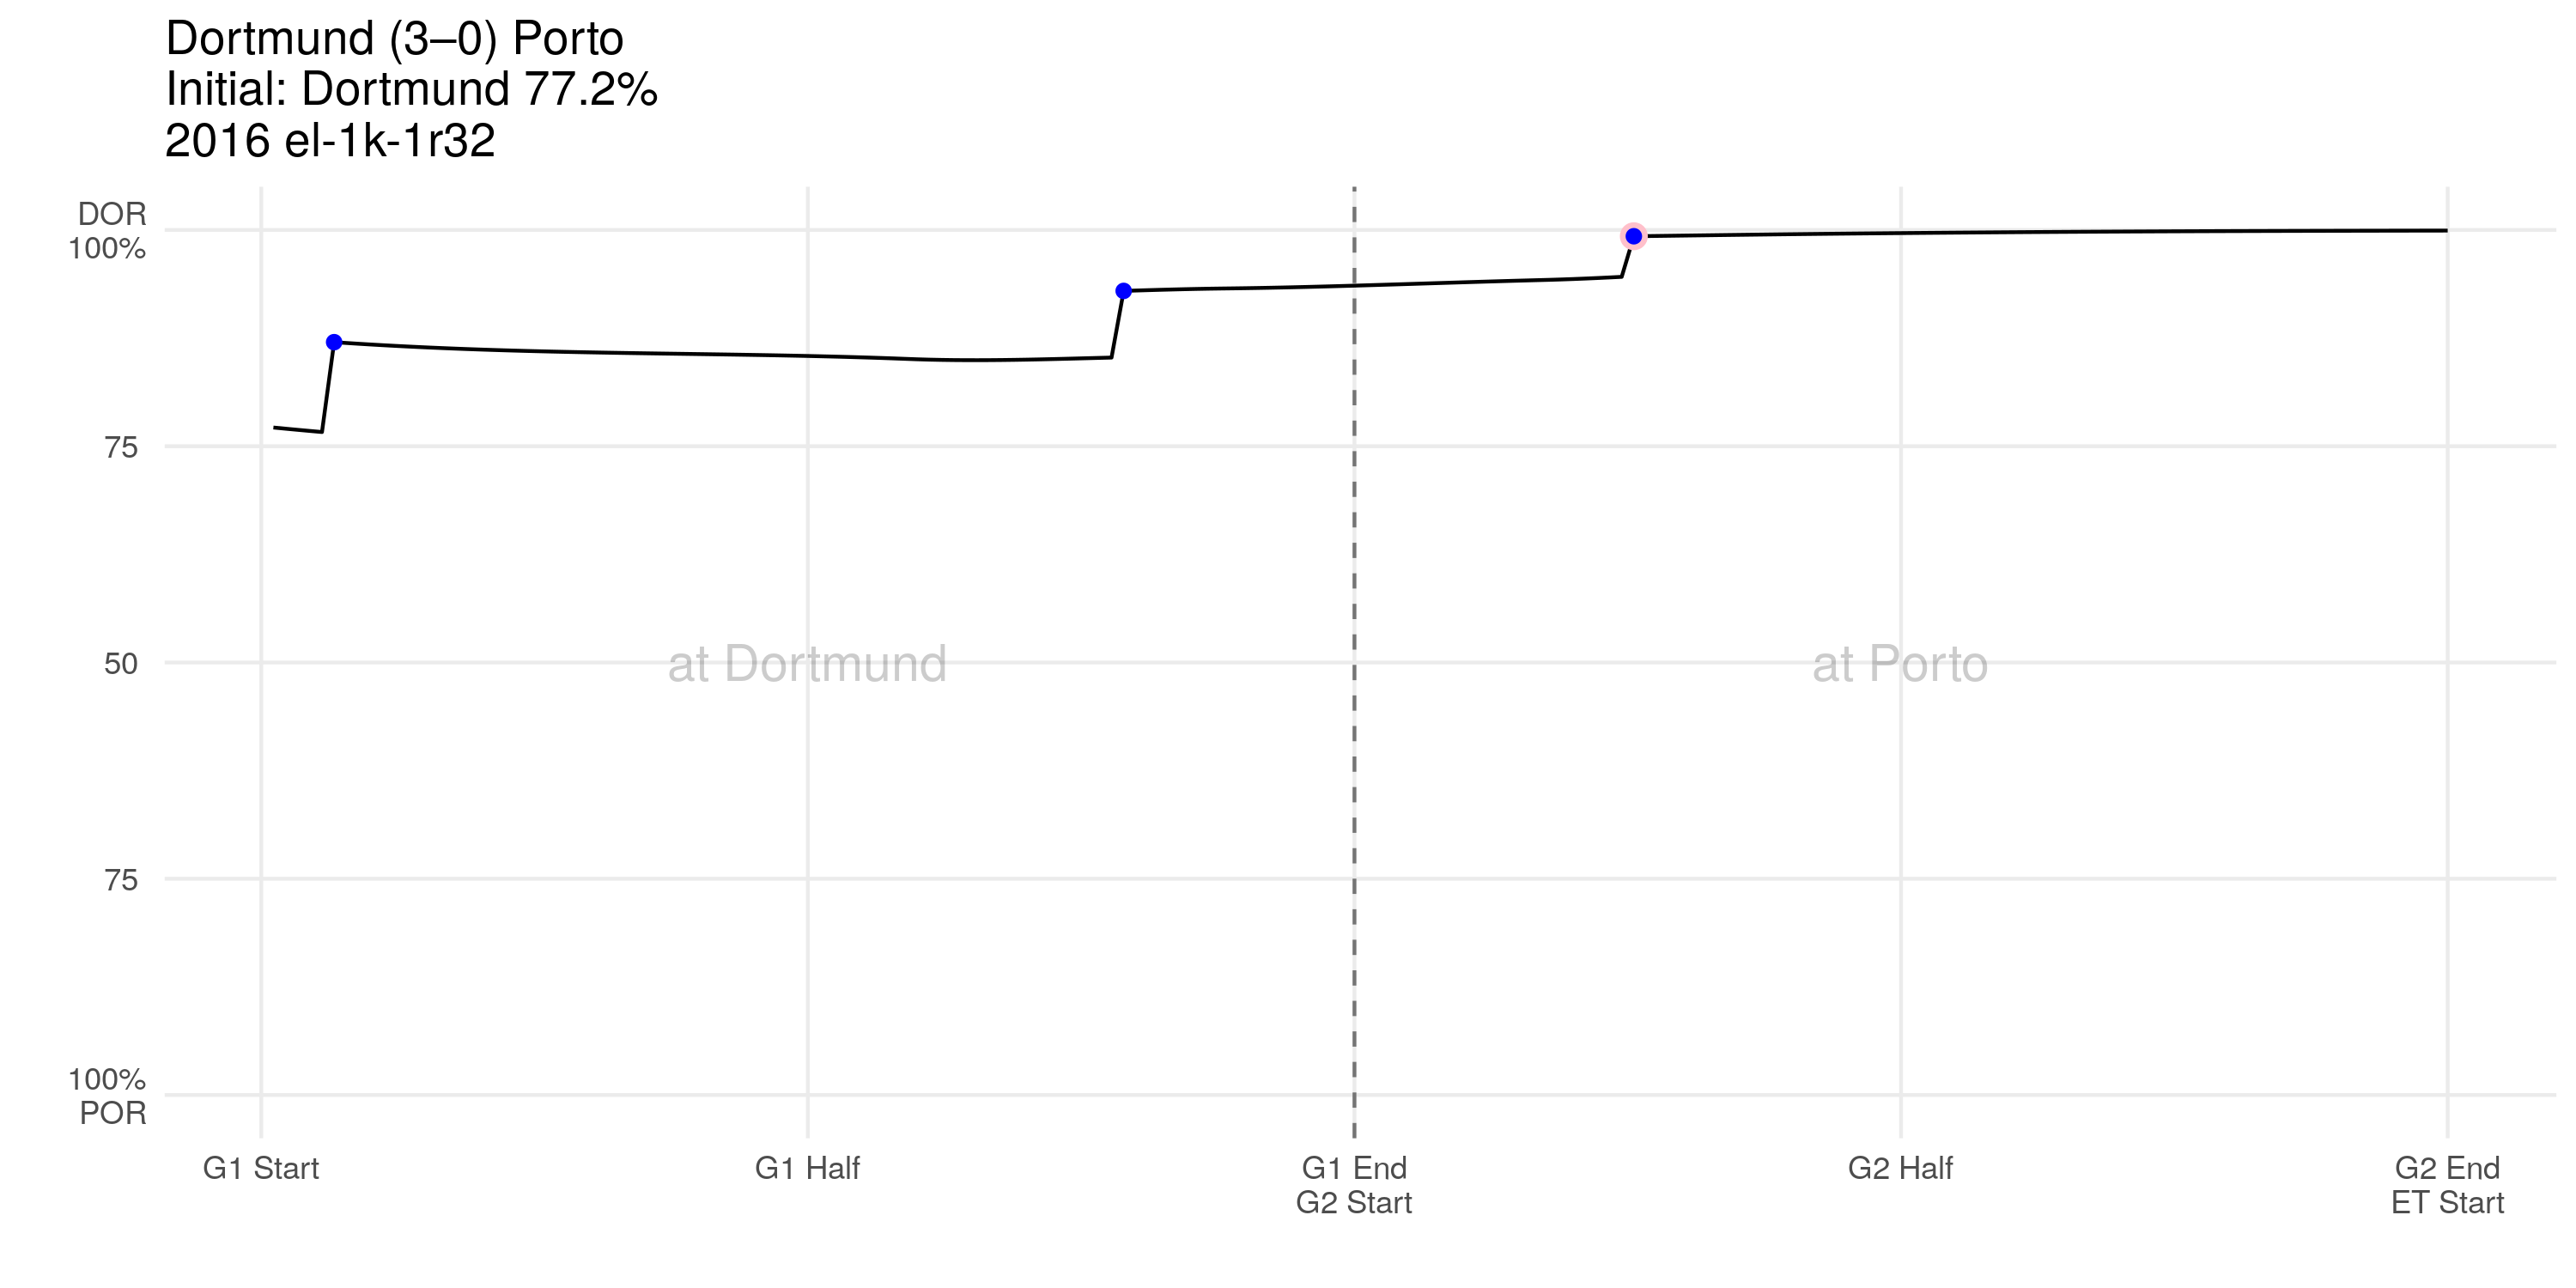 Dortmund (3–0) Porto
Initial: Dortmund 77.2%
2016 el-1k-1r32
DOR
100%
75
50
75
100%
POR
at Dortmund
at Porto
G1 Start
G1 Half
G1 End
G2 Start
G2 Half
G2 End
ET Start